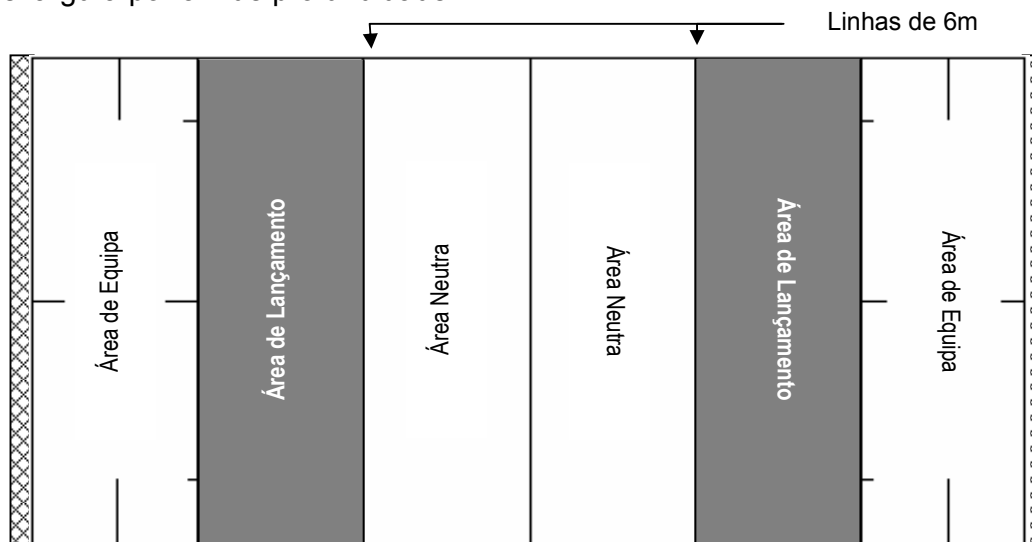 Linhas de 6m
Área de Equipa
Área de Lançamento
Área Neutra
Área Neutra
Área de Lançamento
Área de Equipa